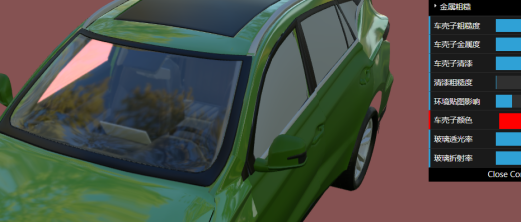 金属粗糙
车壳子粗糙度
车壳子金属度
车壳子清漆
清漆粗糙度
环境贴图影响
车壳子颜色
玻璃透光率
玻璃折射率
Close Con